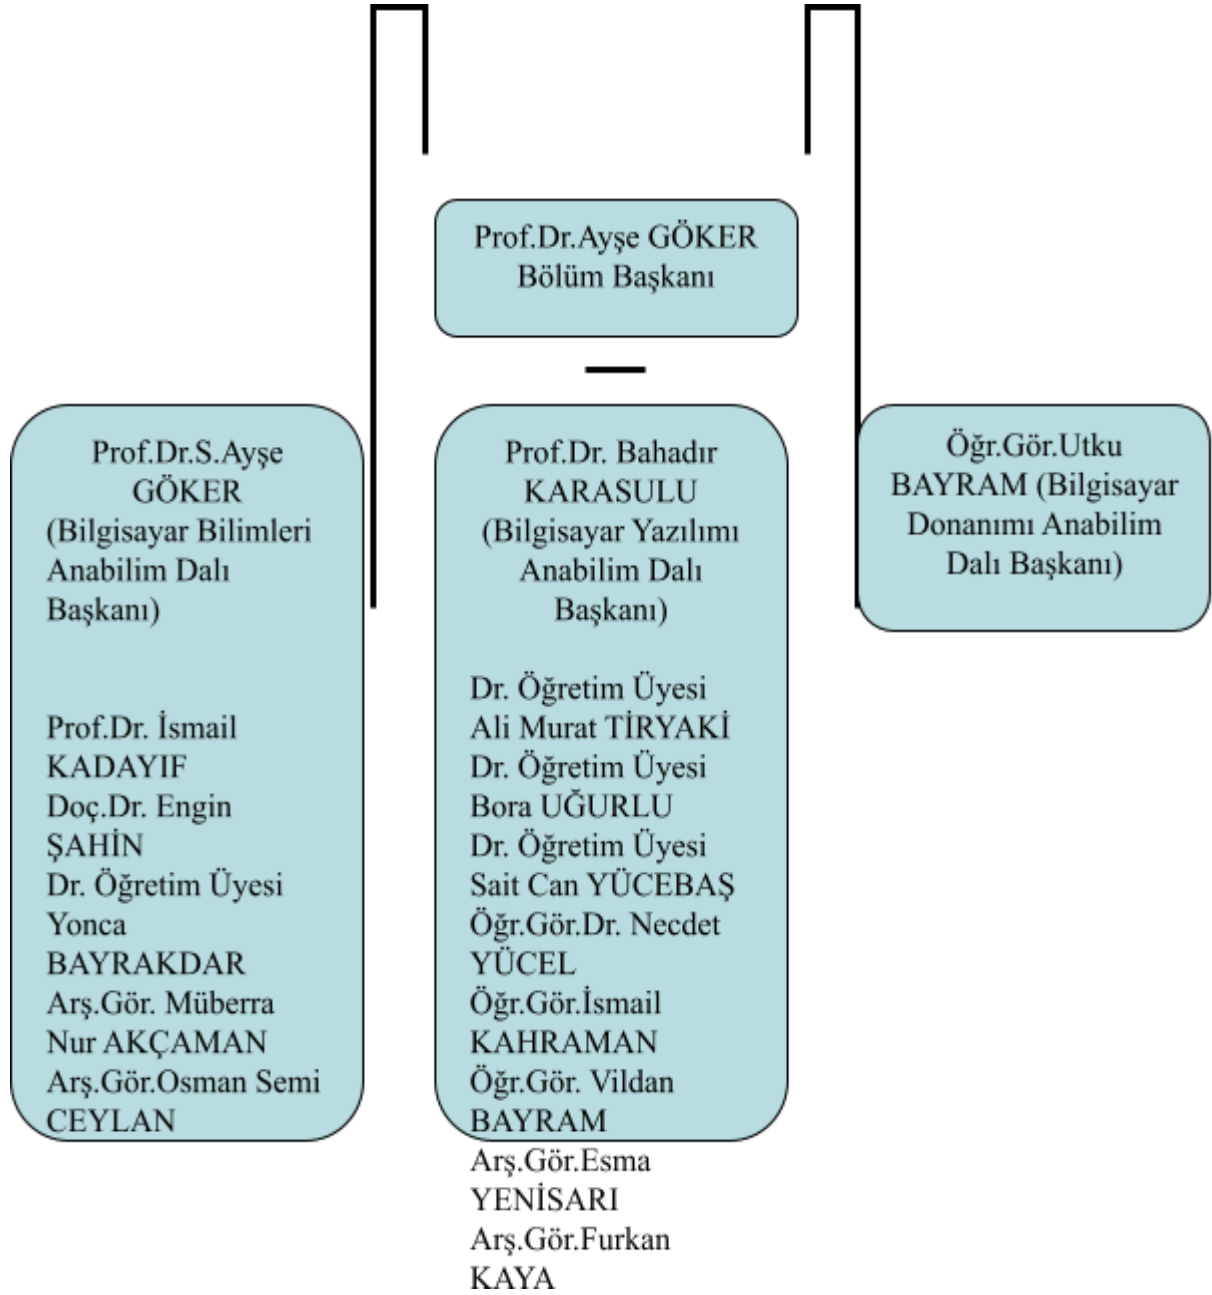 Prof.Dr.Ayşe GÖKER
Bölüm Başkanı
Prof.Dr.S.Ayşe
GÖKER
(Bilgisayar Bilimleri
Anabilim Dalı
Başkanı)
Prof.Dr. İsmail
KADAYIF
Doç.Dr. Engin
ŞAHİN
Dr. Öğretim Üyesi
Yonca
BAYRAKDAR
Arş.Gör. Müberra
Nur AKÇAMAN
Arş.Gör.Osman Semi
CEYLAN
Prof.Dr. Bahadır
KARASULU
(Bilgisayar Yazılımı
Anabilim Dalı
Başkanı)
Dr. Öğretim Üyesi
Ali Murat TİRYAKİ
Dr. Öğretim Üyesi
Bora UĞURLU
Dr. Öğretim Üyesi
Sait Can YÜCEBAŞ
Öğr.Gör.Dr. Necdet
YÜCEL
Öğr.Gör.İsmail
KAHRAMAN
Öğr.Gör. Vildan
BAYRAM
Arş.Gör.Esma
YENİSARI
Arş.Gör.Furkan
KAYA
Öğr.Gör.Utku
BAYRAM (Bilgisayar
Donanımı Anabilim
Dalı Başkanı)